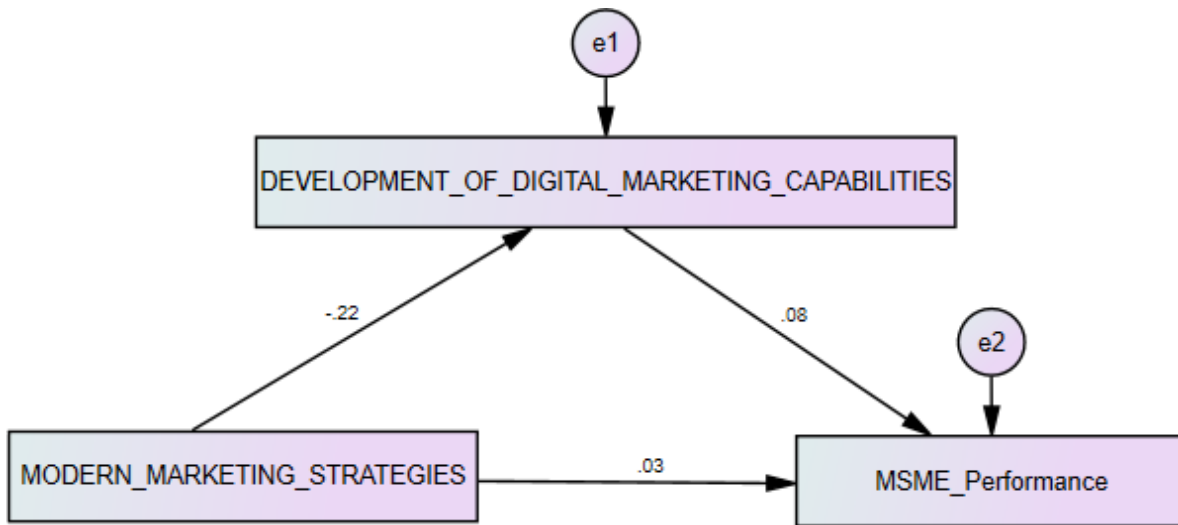 e1
DEVELOPMENT_OF_DIGITAL_MARKETING_CAPABILITIES
-.22
.08
e2
MODERN_MARKETING_STRATEGIES
.03
MSME_Performance